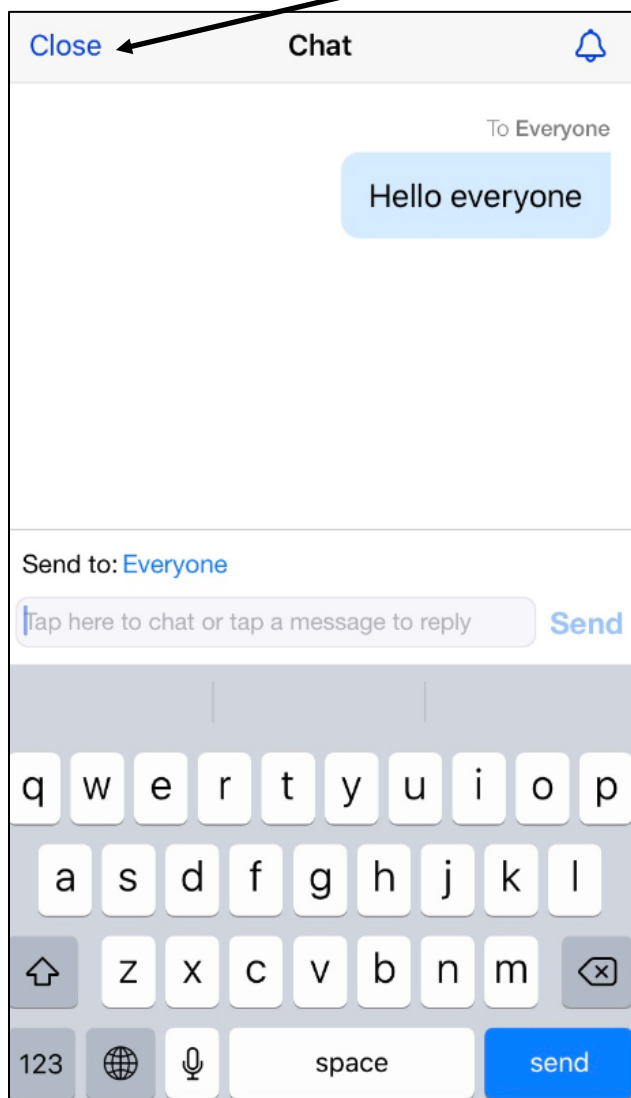 Close Chat
To Everyone
Hello everyone
Send to: Everyone
Tap here to chat or tap a message to reply Send
q w e r t y u i o p
a s d f g h j k l
z x c v b n m
123 space send